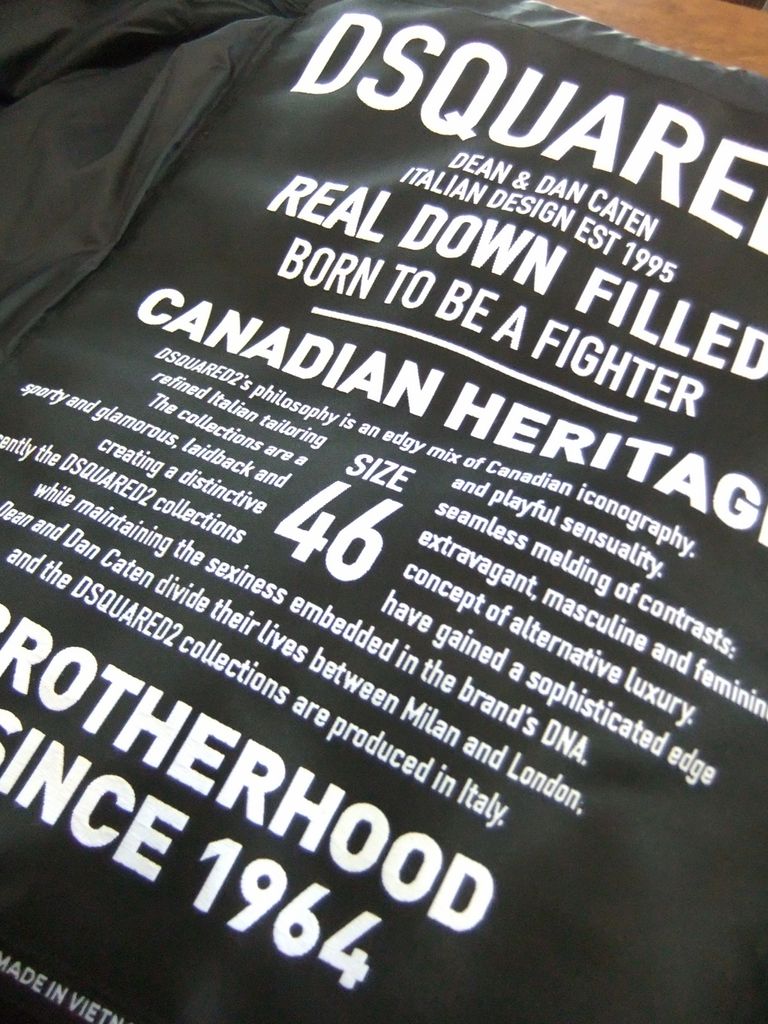 DSQUARED
DEAN & DAN CATEN
ITALIAN DESIGN EST 1995
REAL DOWN FILLED
BORN TO BE A FIGHTER
CANADIAN HERITAG
DSQUARED2's philosophy is an edgy mix of Canadian iconography,
refined Italian tailoring and playful sensuality.
The collections are a seamless melding of contrasts:
sporty and glamorous, laidback and extravagant, masculine and feminin
creating a distinctive concept of alternative luxury.
cently the DSQUARED2 collections have gained a sophisticated edge
while maintaining the sexiness embedded in the brand's DNA.
Dean and Dan Caten divide their lives between Milan and London,
and the DSQUARED2 collections are produced in Italy.
SIZE
46
BROTHERHOOD
SINCE 1964
MADE IN VIETN